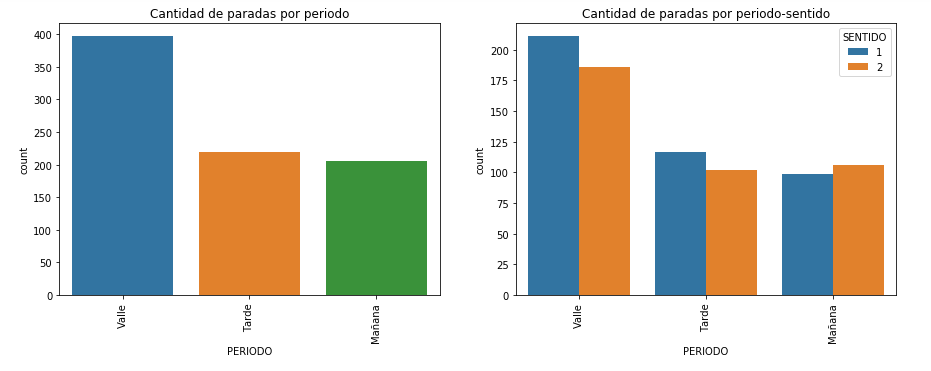 Cantidad de paradas por periodo
400
350
300
250
200
150
100
50
0
count
Valle
Tarde
Mañana
PERIODO
Cantidad de paradas por periodo-sentido
SENTIDO
1
2
200
175
150
125
100
75
50
25
0
count
Valle
Tarde
Mañana
PERIODO